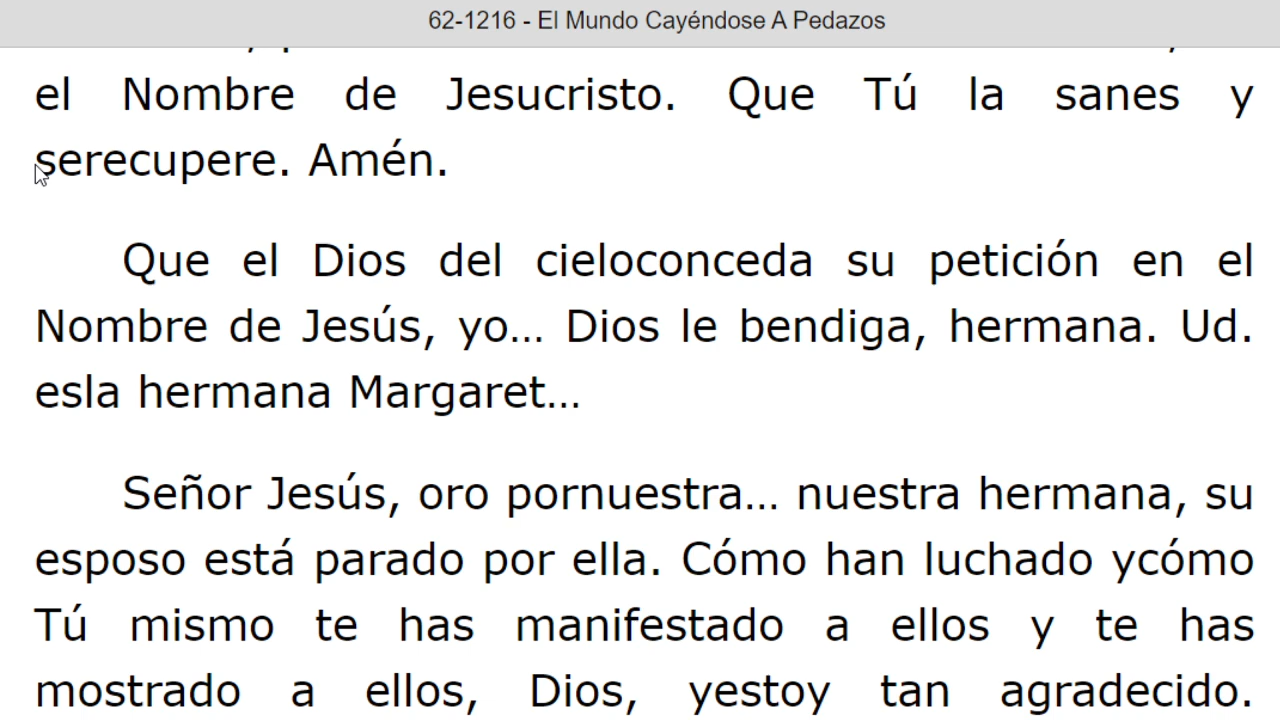 62-1216 - El Mundo Cayéndose A Pedazos
el Nombre de Jesucristo. Que Tú la sanes y
serecupere. Amén.
Que el Dios del cieloconceda su petición en el
Nombre de Jesús, yo… Dios le bendiga, hermana. Ud.
esla hermana Margaret…
Señor Jesús, oro pornuestra… nuestra hermana, su
esposo está parado por ella. Cómo han luchado ycómo
Tú mismo te has manifestado a ellos y te has
mostrado a ellos, Dios, yestoy tan agradecido.